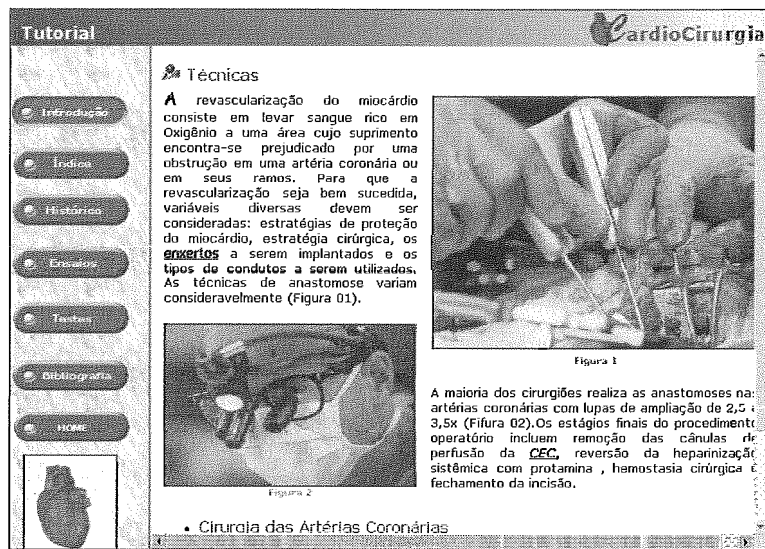 Tutorial
CardioCirurgia
Introdução
Índice
Histórico
Ensaios
Testes
Bibliografia
HOME
Técnicas
A revascularização do miocárdio
consiste em levar sangue rico em
Oxigênio a uma área cujo suprimento
encontra-se prejudicado por uma
obstrução em uma artéria coronária ou
em seus ramos. Para que a
revascularização seja bem sucedida,
variáveis diversas devem ser
consideradas: estratégias de proteção
do miocárdio, estratégia cirúrgica, os
enxertos a serem implantados e os
tipos de condutos a serem utilizados.
As técnicas de anastomose variam
consideravelmente (Figura 01).
Figura 2
Figura 1
A maioria dos cirurgiões realiza as anastomoses nas
artérias coronárias com lupas de ampliação de 2,5 a
3,5x (Fifura 02).Os estágios finais do procedimento
operatório incluem remoção das cânulas de
perfusão da CEC, reversão da heparinização
sistêmica com protamina , hemostasia cirúrgica e
fechamento da incisão.
• Cirurgia das Artérias Coronárias